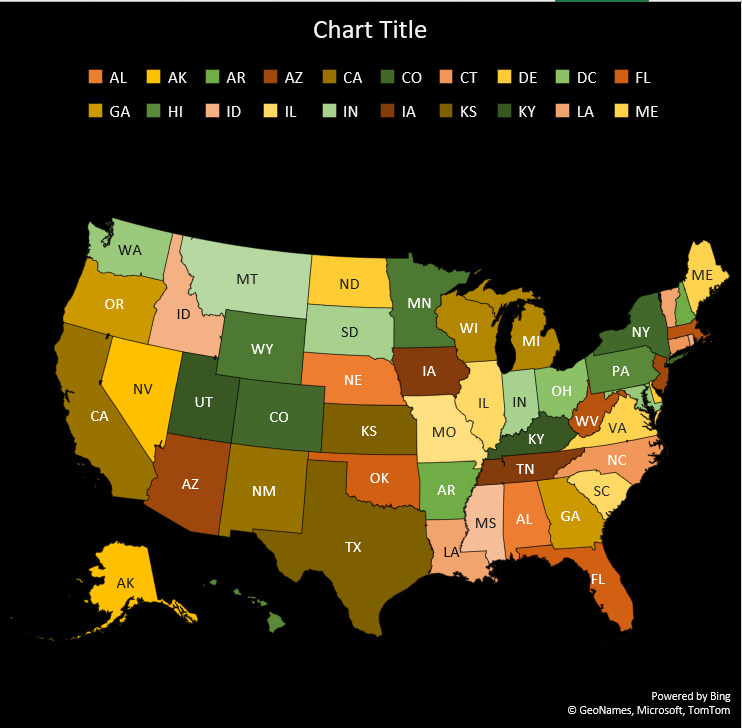 Chart Title
AL AK AR AZ CA CO CT DE DC FL
GA HI ID IL IN IA KS KY LA ME
WA
MT
ND
MN
ME
OR
ID
SD
WI
MI
NY
WY
NV
NE
IA
PA
UT
CO
IL
IN
OH
CA
KS
MO
KY
WV
VA
AZ
NM
OK
AR
TN
NC
SC
TX
MS
AL
GA
LA
AK
FL
Powered by Bing
© GeoNames, Microsoft, TomTom